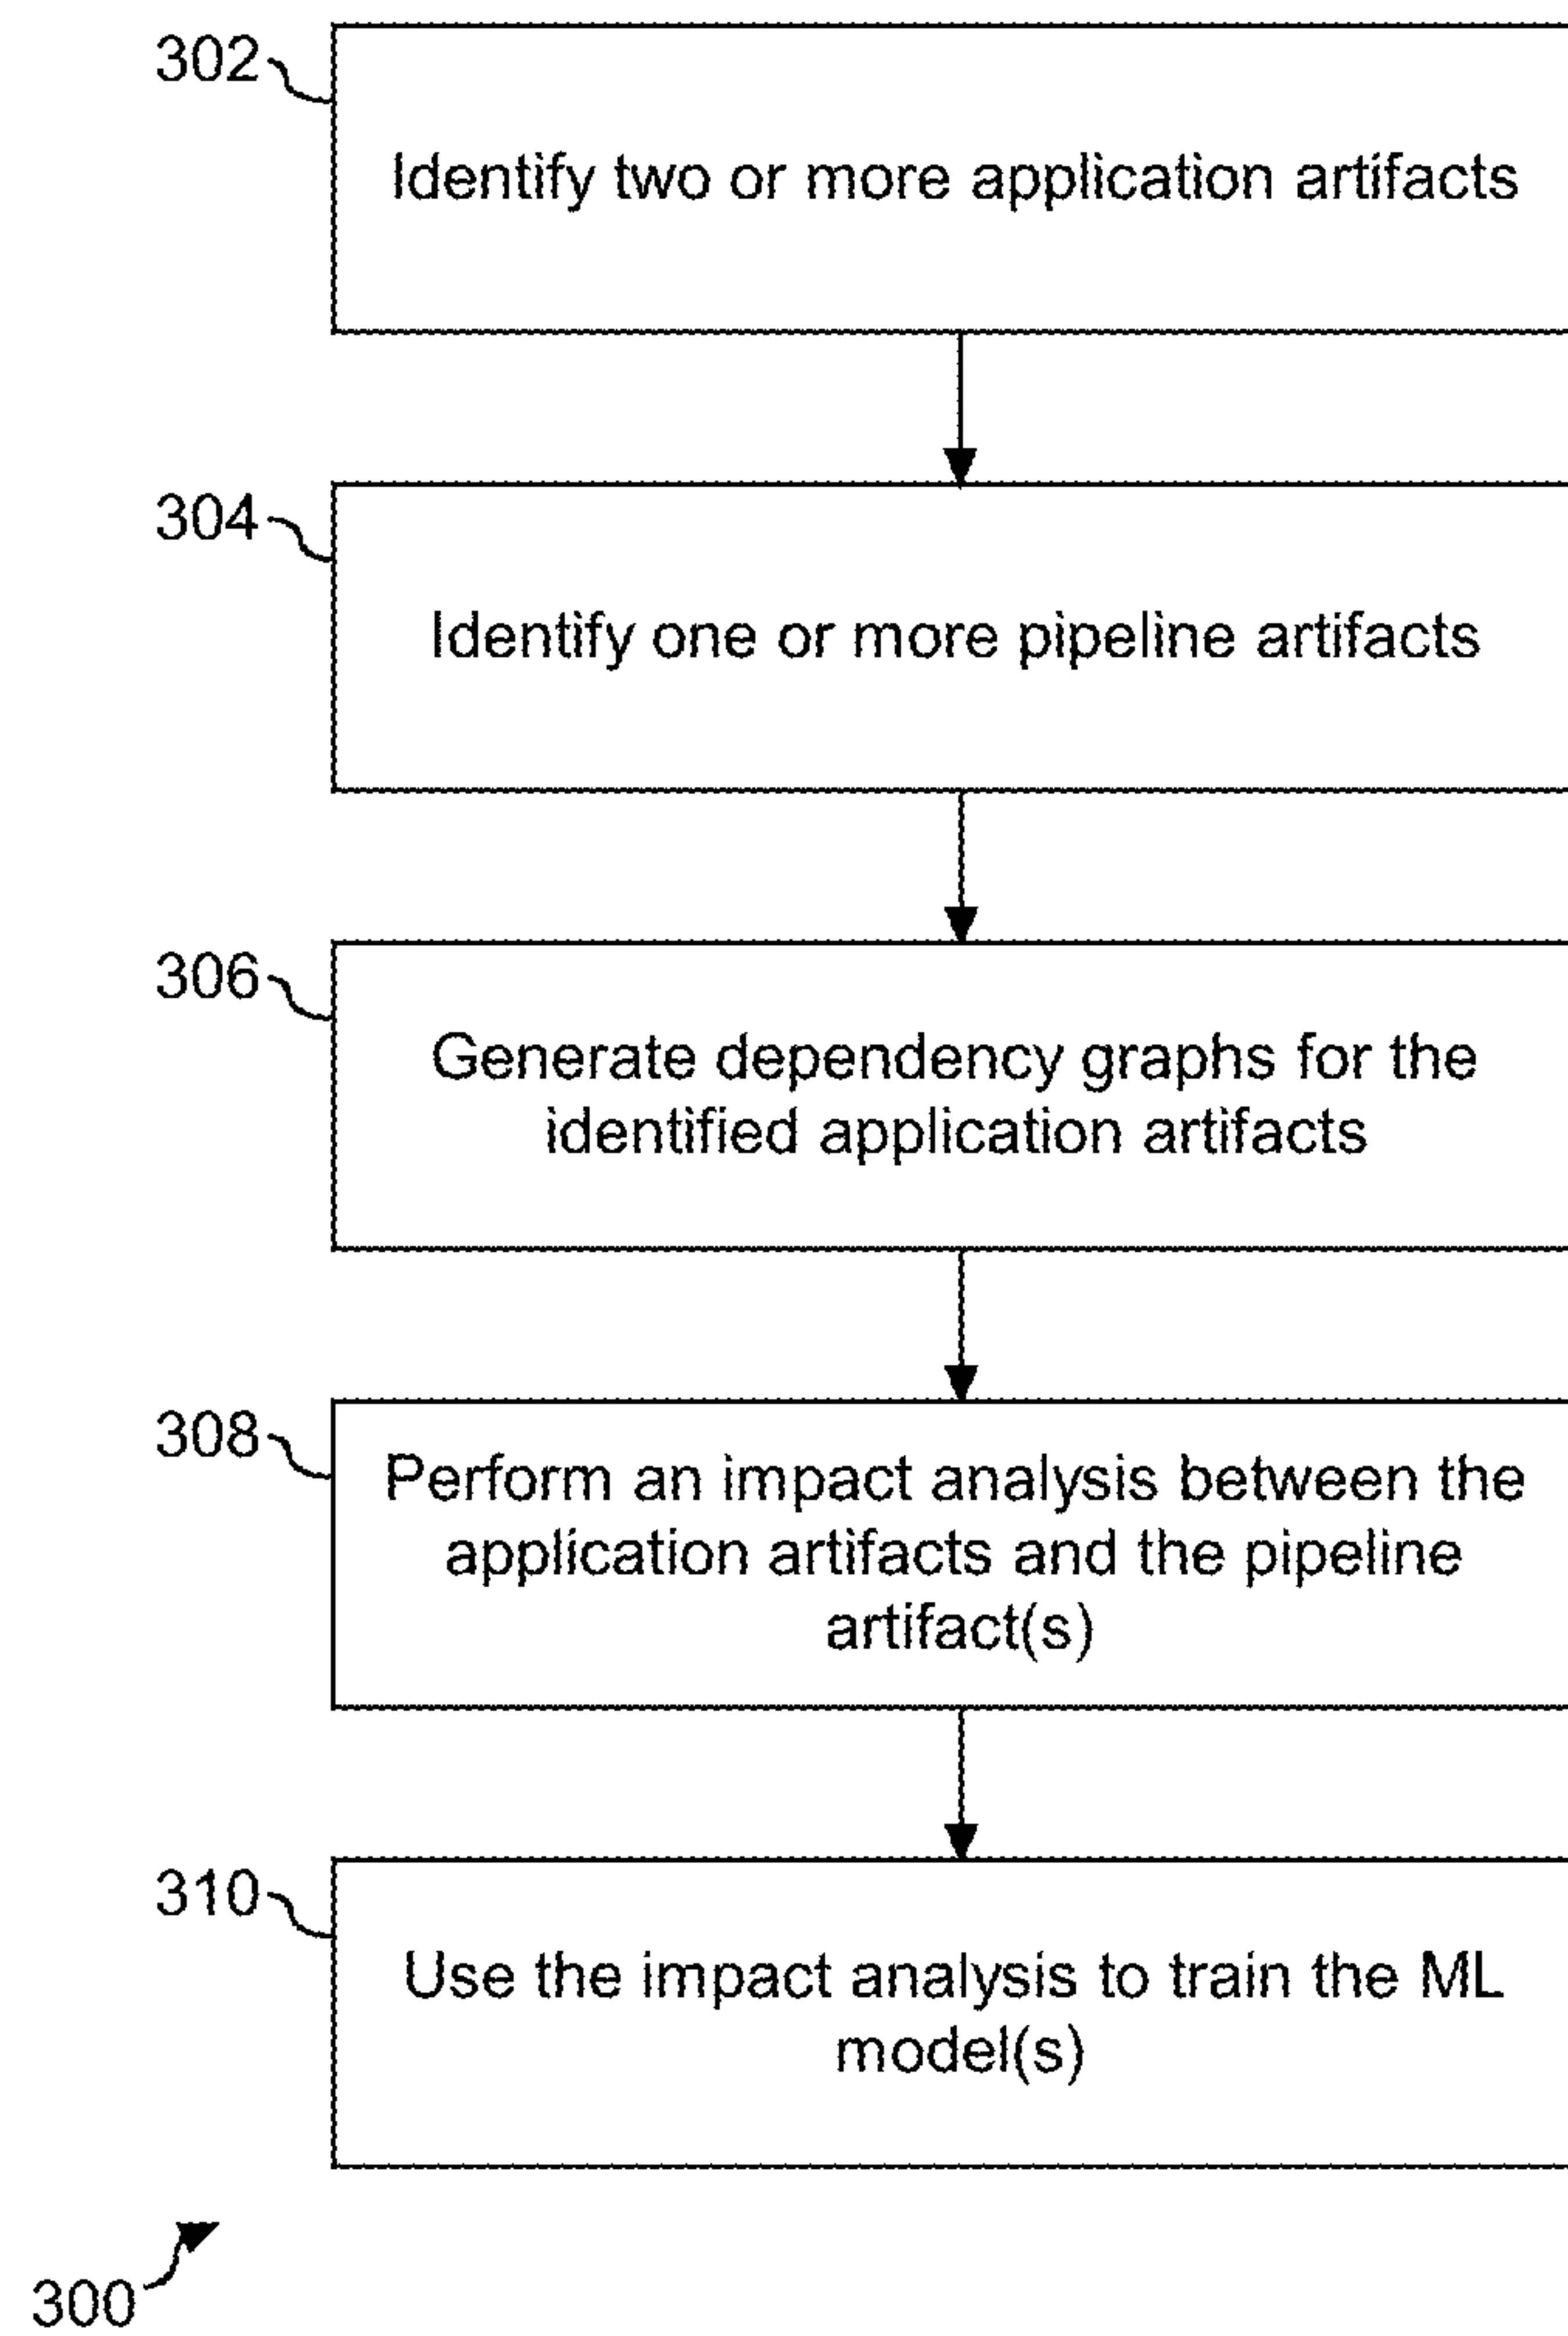 302
Identify two or more application artifacts
304
Identify one or more pipeline artifacts
306
Generate dependency graphs for the
identified application artifacts
308
Perform an impact analysis between the
application artifacts and the pipeline
artifact(s)
310
Use the impact analysis to train the ML
model(s)
300